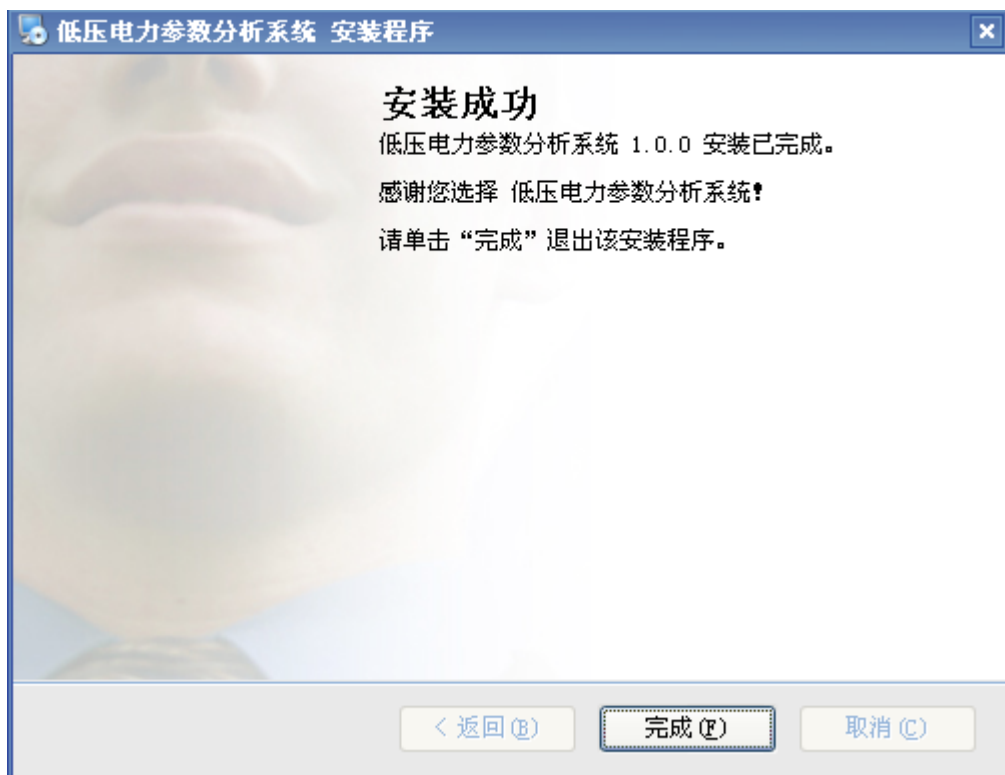 低压电力参数分析系统 安装程序
安装成功
低压电力参数分析系统 1.0.0 安装已完成。
感谢您选择 低压电力参数分析系统!
请单击“完成”退出该安装程序。
< 返回(B)
完成(F)
取消(C)